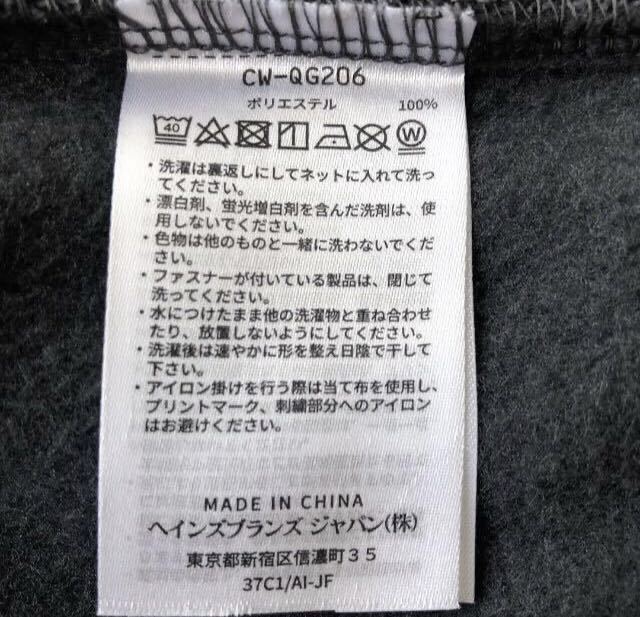 CW-QG206
ポリエステル 100%
40 W
・洗濯は裏返しにしてネットに入れて洗っ
てください。
・漂白剤、蛍光増白剤を含んだ洗剤は、使
用しないでください。
・色物は他のものと一緒に洗わないでくだ
さい。
・ファスナーが付いている製品は、閉じて
洗ってください。
・水につけたまま他の洗濯物と重ね合わせ
たり、放置しないようにしてください。
・洗濯後は速やかに形を整え日陰で干して
下さい。
・アイロン掛けを行う際は当て布を使用し、
プリントマーク、刺繍部分へのアイロン
はお避けください。
MADE IN CHINA
ヘインズブランズ ジャパン(株)
東京都新宿区信濃町35
37C1/AI-JF